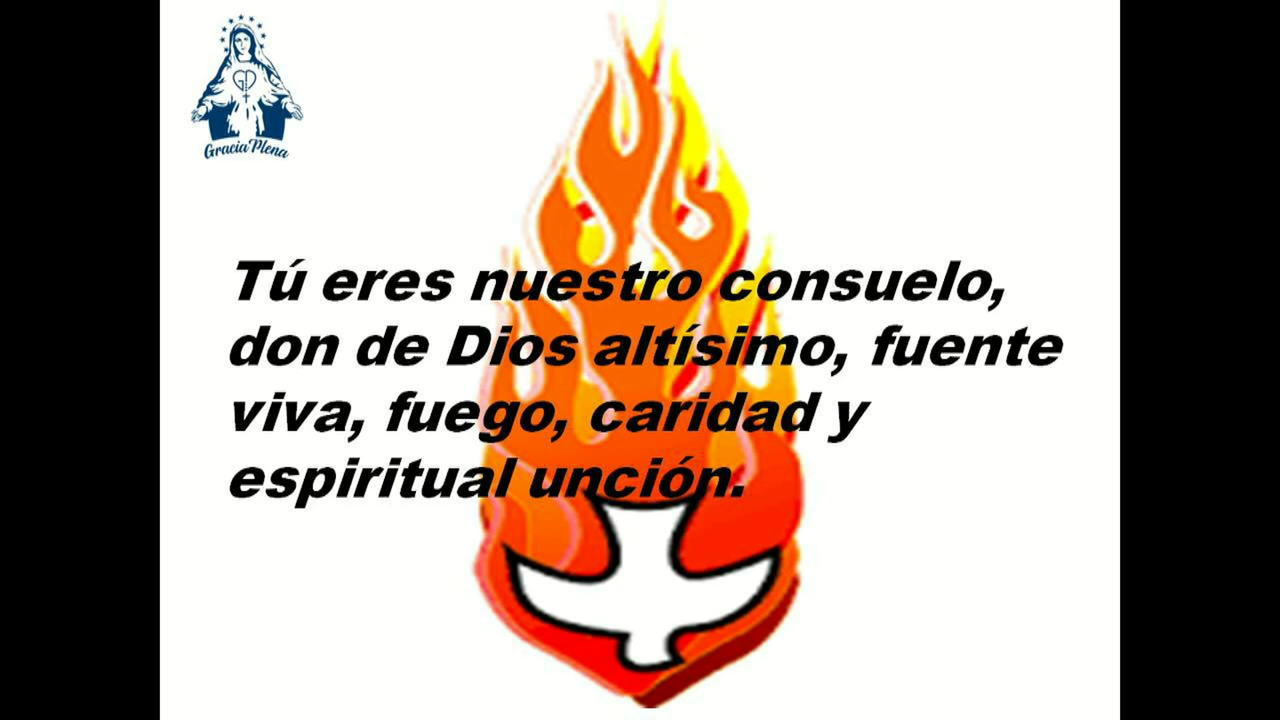 Gracia Plena
Tú eres nuestro consuelo,
don de Dios altísimo, fuente
viva, fuego, caridad y
espiritual unción.